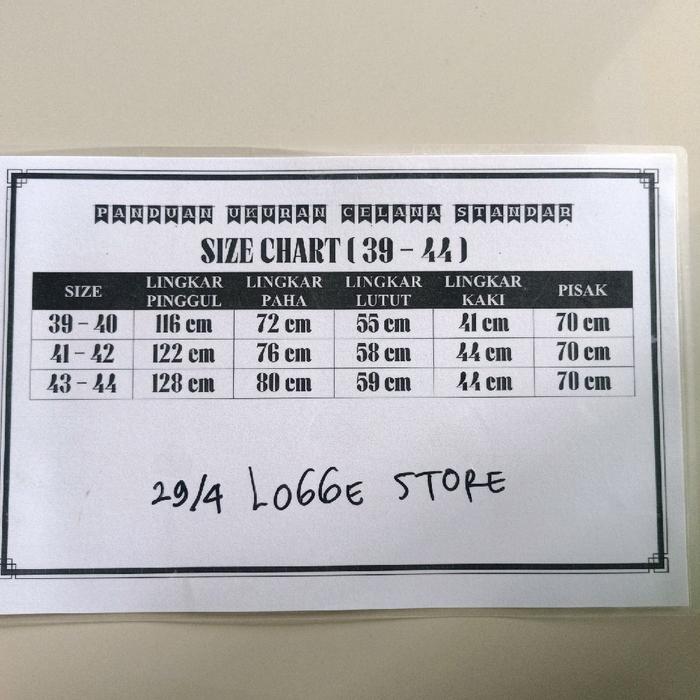 PANDUAN UKURAN CELANA STANDAR
SIZE CHART ( 39 - 44 )
SIZE LINGKAR PINGGUL LINGKAR PAHA LINGKAR LUTUT LINGKAR KAKI PISAK
39 - 40 116 cm 72 cm 55 cm 41 cm 70 cm
41 - 42 122 cm 76 cm 58 cm 44 cm 70 cm
43 - 44 128 cm 80 cm 59 cm 44 cm 70 cm
29/4 LOGGE STORE